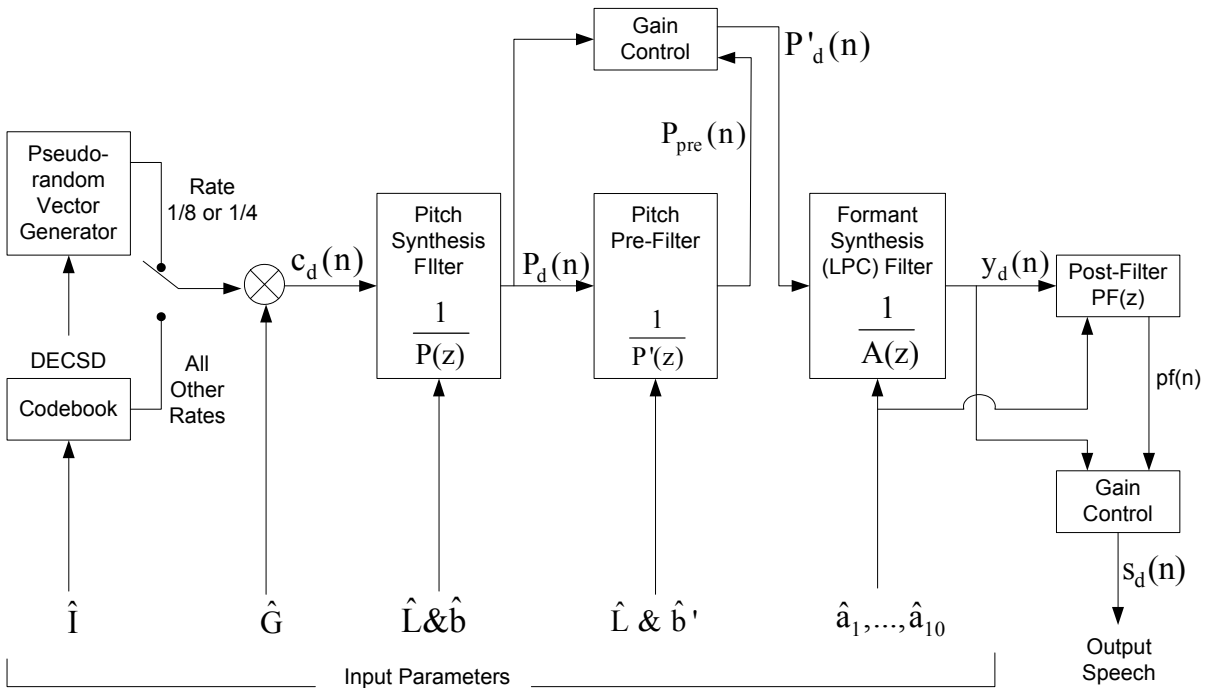 Gain
Control
P'd(n)
Ppre(n)
Pseudo-
random
Vector
Generator
Rate
1/8 or 1/4
cd(n)
Pitch
Synthesis
FIlter
1
P(z)
Pd(n)
Pitch
Pre-Filter
1
P'(z)
Formant
Synthesis
(LPC) Filter
1
A(z)
yd(n)
Post-Filter
PF(z)
pf(n)
DECSD
Codebook
All
Other
Rates
Gain
Control
sd(n)
Output
Speech
Î
Ĝ
L̂&b̂
L̂ & b̂'
â1,...,â10
Input Parameters